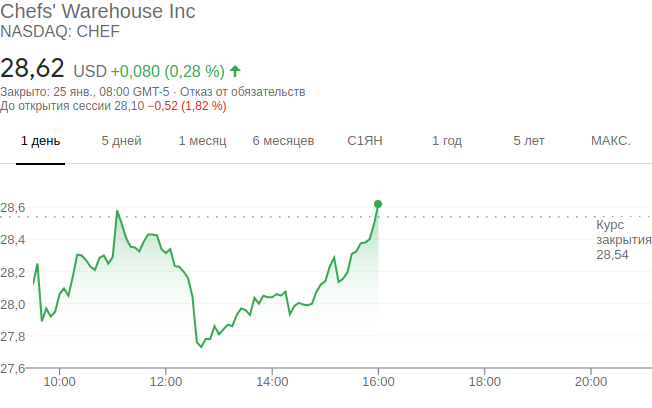 Chefs' Warehouse Inc
NASDAQ: CHEF
28,62 USD +0,080 (0,28 %)
Закрыто: 25 янв., 08:00 GMT-5 · Отказ от обязательств
До открытия сессии 28,10 −0,52 (1,82 %)
1 день 5 дней 1 месяц 6 месяцев С1ЯН 1 год 5 лет МАКС.
28,6
Курс
закрытия
28,54
28,4
28,2
28,0
27,8
27,6
10:00 12:00 14:00 16:00 18:00 20:00